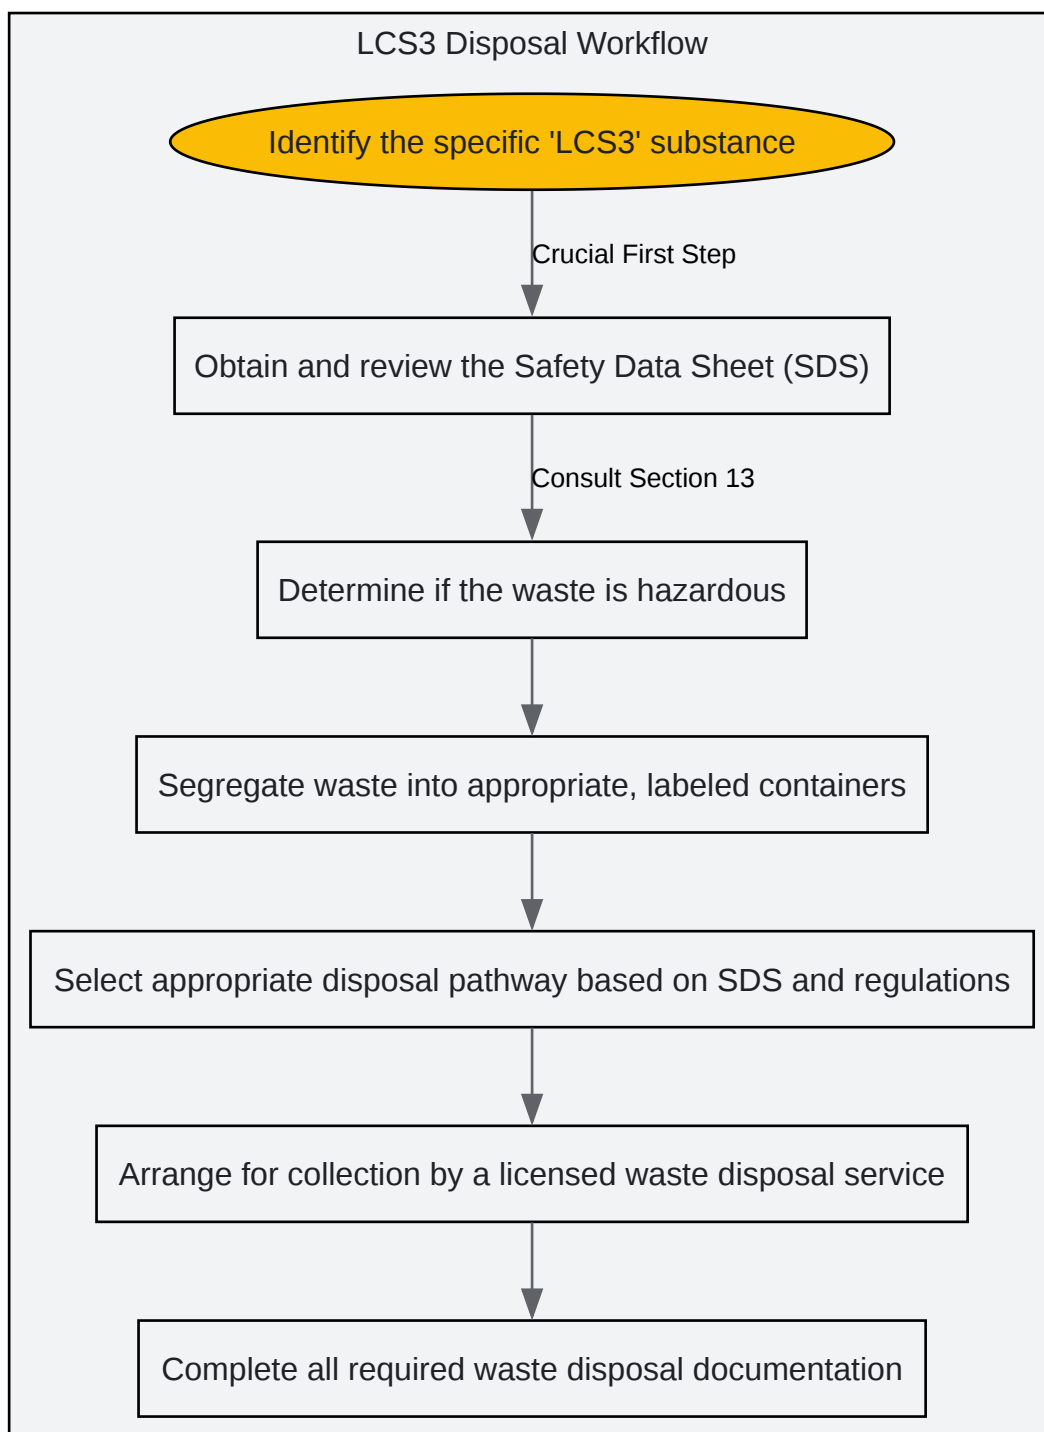 LCS3 Disposal Workflow
Identify the specific 'LCS3' substance
Crucial First Step
Obtain and review the Safety Data Sheet (SDS)
Consult Section 13
Determine if the waste is hazardous
Segregate waste into appropriate, labeled containers
Select appropriate disposal pathway based on SDS and regulations
Arrange for collection by a licensed waste disposal service
Complete all required waste disposal documentation